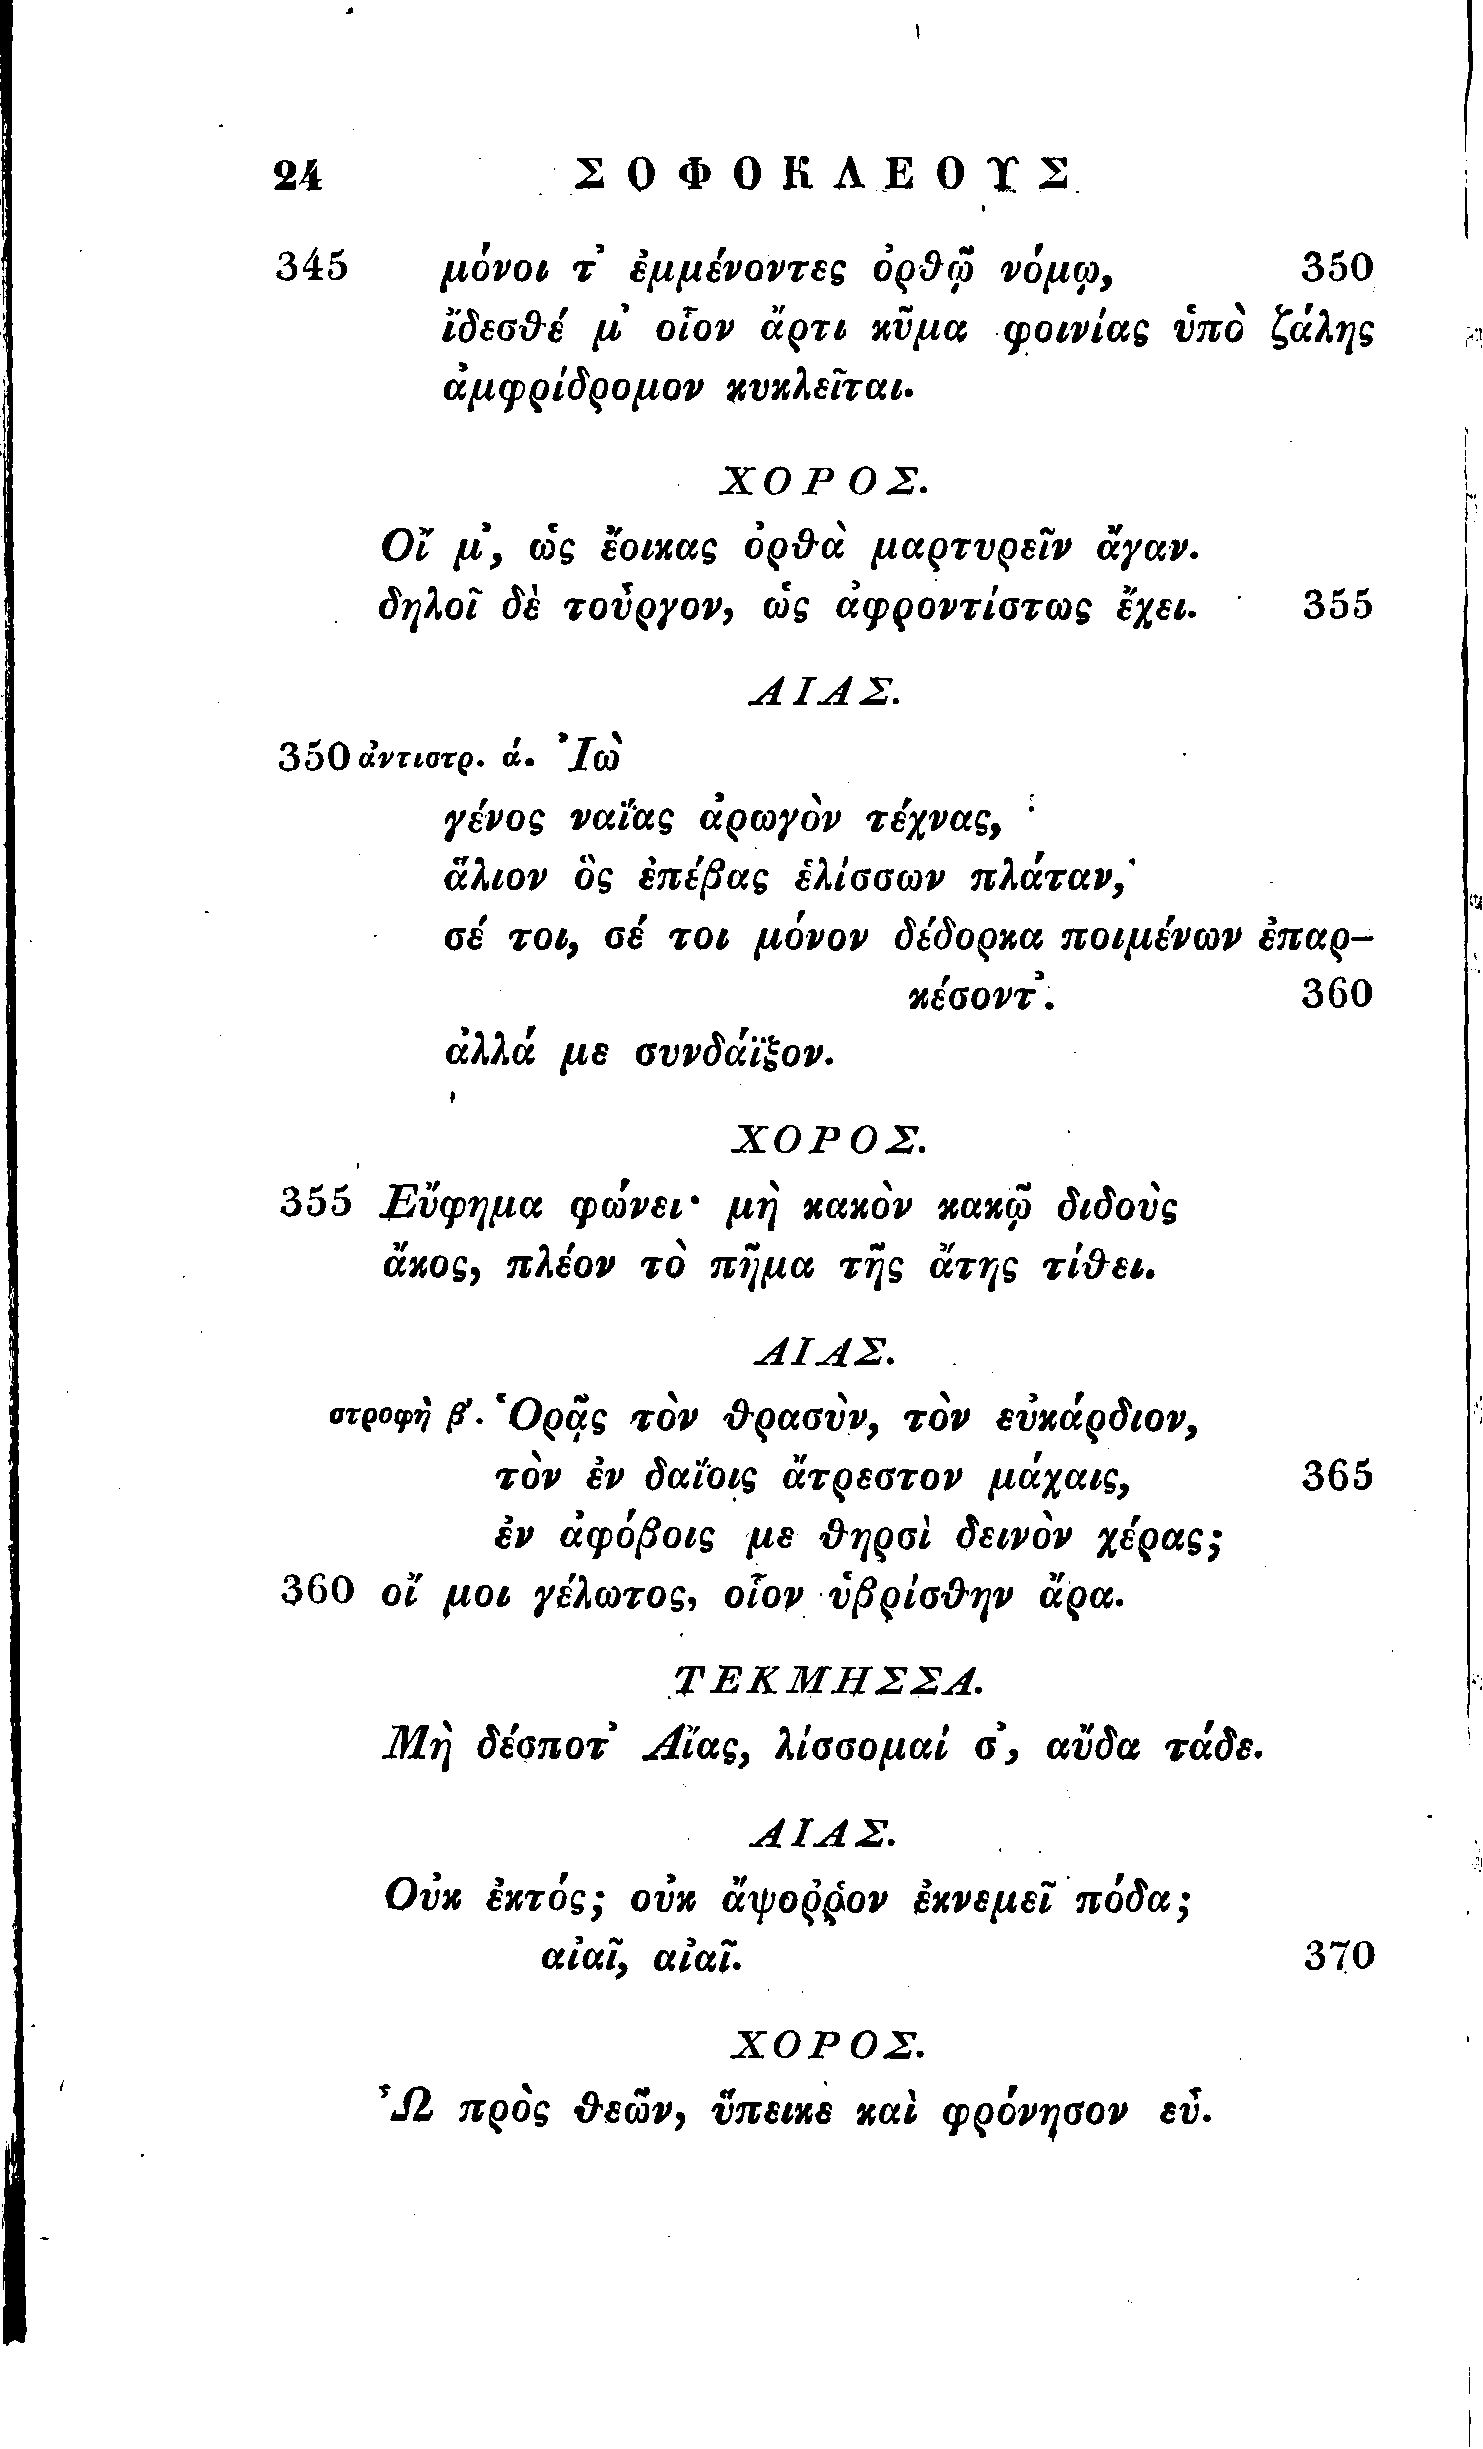 24 ΣΟΦΟΚΛΕΟΥΣ
345 μόνοι τ᾽ ἐμμένοντες ὀρϑῷ νόμῳ, 350
ἴδεσϑέ μ᾽ οἷον ἄρτι κῦμα φοινίας ὑπὸ ζάλης
ἀμφρίδρομον κυκλεῖται.
ΧΟΡΟΣ.
Οἴ μ᾽, ὡς ἔοικας ὀρϑὰ μαρτυρεῖν ἄγαν.
δηλοῖ δὲ τοὖργον, ὡς ἀφροντίστως ἔχει. 355
ΑΙΑΣ.
350 ἀντιστρ. ά. Ἰὼ
γένος ναΐας ἀρωγὸν τέχνας,
ἅλιον ὃς ἐπέβας ἑλίσσων πλάταν,
σέ τοι, σέ τοι μόνον δέδορκα ποιμένων ἐπαρ-
κέσοντ᾽. 360
ἀλλά με συνδάϊξον.
ΧΟΡΟΣ.
355 Εὔφημα φώνει· μὴ κακὸν κακῷ διδοὺς
ἄκος, πλέον τὸ πῆμα τῆς ἄτης τίϑει.
ΑΙΑΣ.
στροφὴ β΄. Ὁρᾷς τὸν ϑρασὺν, τὸν εὐκάρδιον,
τὸν ἐν δαΐοις ἄτρεστον μάχαις, 365
ἐν ἀφόβοις με ϑηρσὶ δεινὸν χέρας;
360 οἴ μοι γέλωτος, οἷον ὑβρίσϑην ἄρα.
ΤΕΚΜΗΣΣΑ.
Μὴ δέσποτ᾽ Αἴας, λίσσομαί σ᾽, αὔδα τάδε.
ΑΙΑΣ.
Οὐκ ἐκτός; οὐκ ἄψοῤῥον ἐκνεμεῖ πόδα;
αἰαῖ, αἰαῖ. 370
ΧΟΡΟΣ.
Ὦ πρὸς ϑεῶν, ὕπεικε καὶ φρόνησον εὖ.